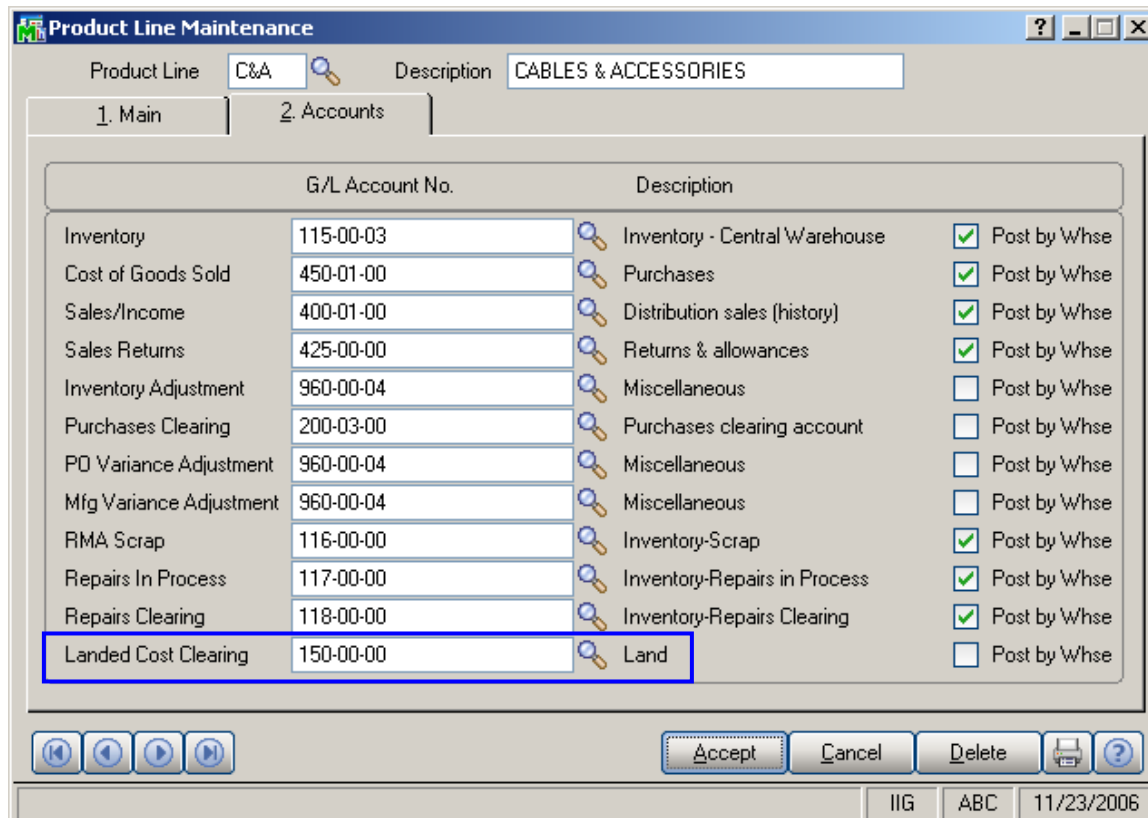 Product Line Maintenance
Product Line C&A Description CABLES & ACCESSORIES
1. Main 2. Accounts
G/L Account No. Description
Inventory 115-00-03 Inventory - Central Warehouse Post by Whse
Cost of Goods Sold 450-01-00 Purchases Post by Whse
Sales/Income 400-01-00 Distribution sales (history) Post by Whse
Sales Returns 425-00-00 Returns & allowances Post by Whse
Inventory Adjustment 960-00-04 Miscellaneous Post by Whse
Purchases Clearing 200-03-00 Purchases clearing account Post by Whse
PO Variance Adjustment 960-00-04 Miscellaneous Post by Whse
Mfg Variance Adjustment 960-00-04 Miscellaneous Post by Whse
RMA Scrap 116-00-00 Inventory-Scrap Post by Whse
Repairs In Process 117-00-00 Inventory-Repairs in Process Post by Whse
Repairs Clearing 118-00-00 Inventory-Repairs Clearing Post by Whse
Landed Cost Clearing 150-00-00 Land Post by Whse
Accept Cancel Delete
IIG ABC 11/23/2006